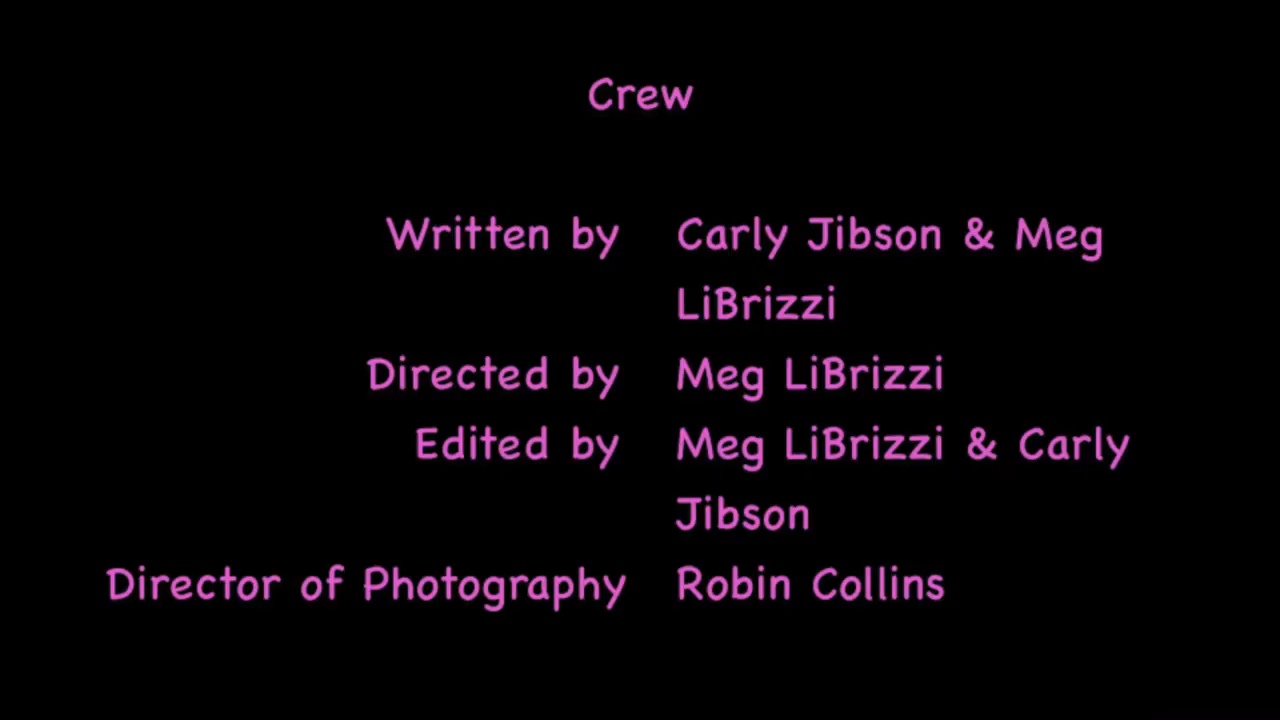 Crew
Written by Carly Jibson & Meg
LiBrizzi
Directed by Meg LiBrizzi
Edited by Meg LiBrizzi & Carly
Jibson
Director of Photography Robin Collins